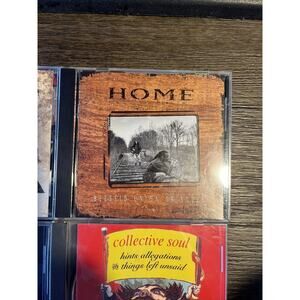 HOME
collective soul
hints allegations
& things left unsaid